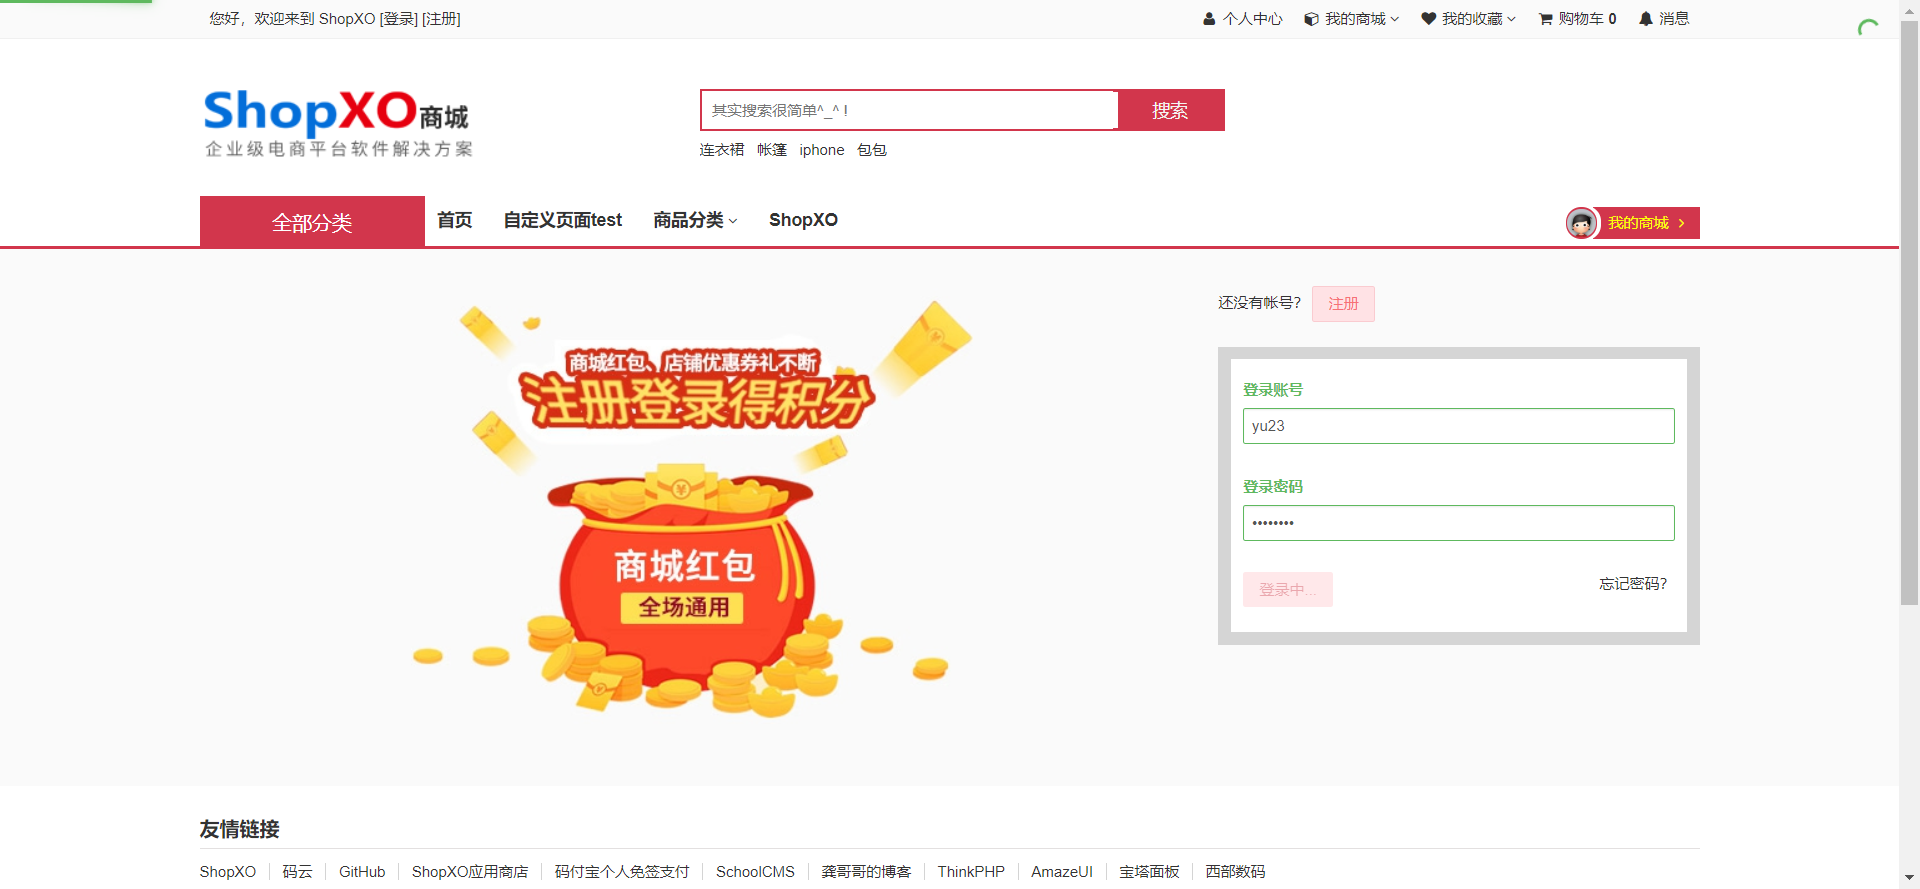 您好，欢迎来到 ShopXO [登录] [注册]
个人中心 我的商城 我的收藏 购物车 0 消息
ShopXO商城
企业级电商平台软件解决方案
其实搜索很简单^_^ !
搜索
连衣裙 帐篷 iphone 包包
全部分类 首页 自定义页面test 商品分类 ShopXO 我的商城
还没有帐号? 注册
商城红包、店铺优惠券礼不断
注册登录得积分
商城红包
全场通用
登录账号
yu23
登录密码
••••••••
登录中...
忘记密码?
友情链接
ShopXO 码云 GitHub ShopXO应用商店 码付宝个人免签支付 SchoolCMS 龚哥哥的博客 ThinkPHP AmazeUI 宝塔面板 西部数码